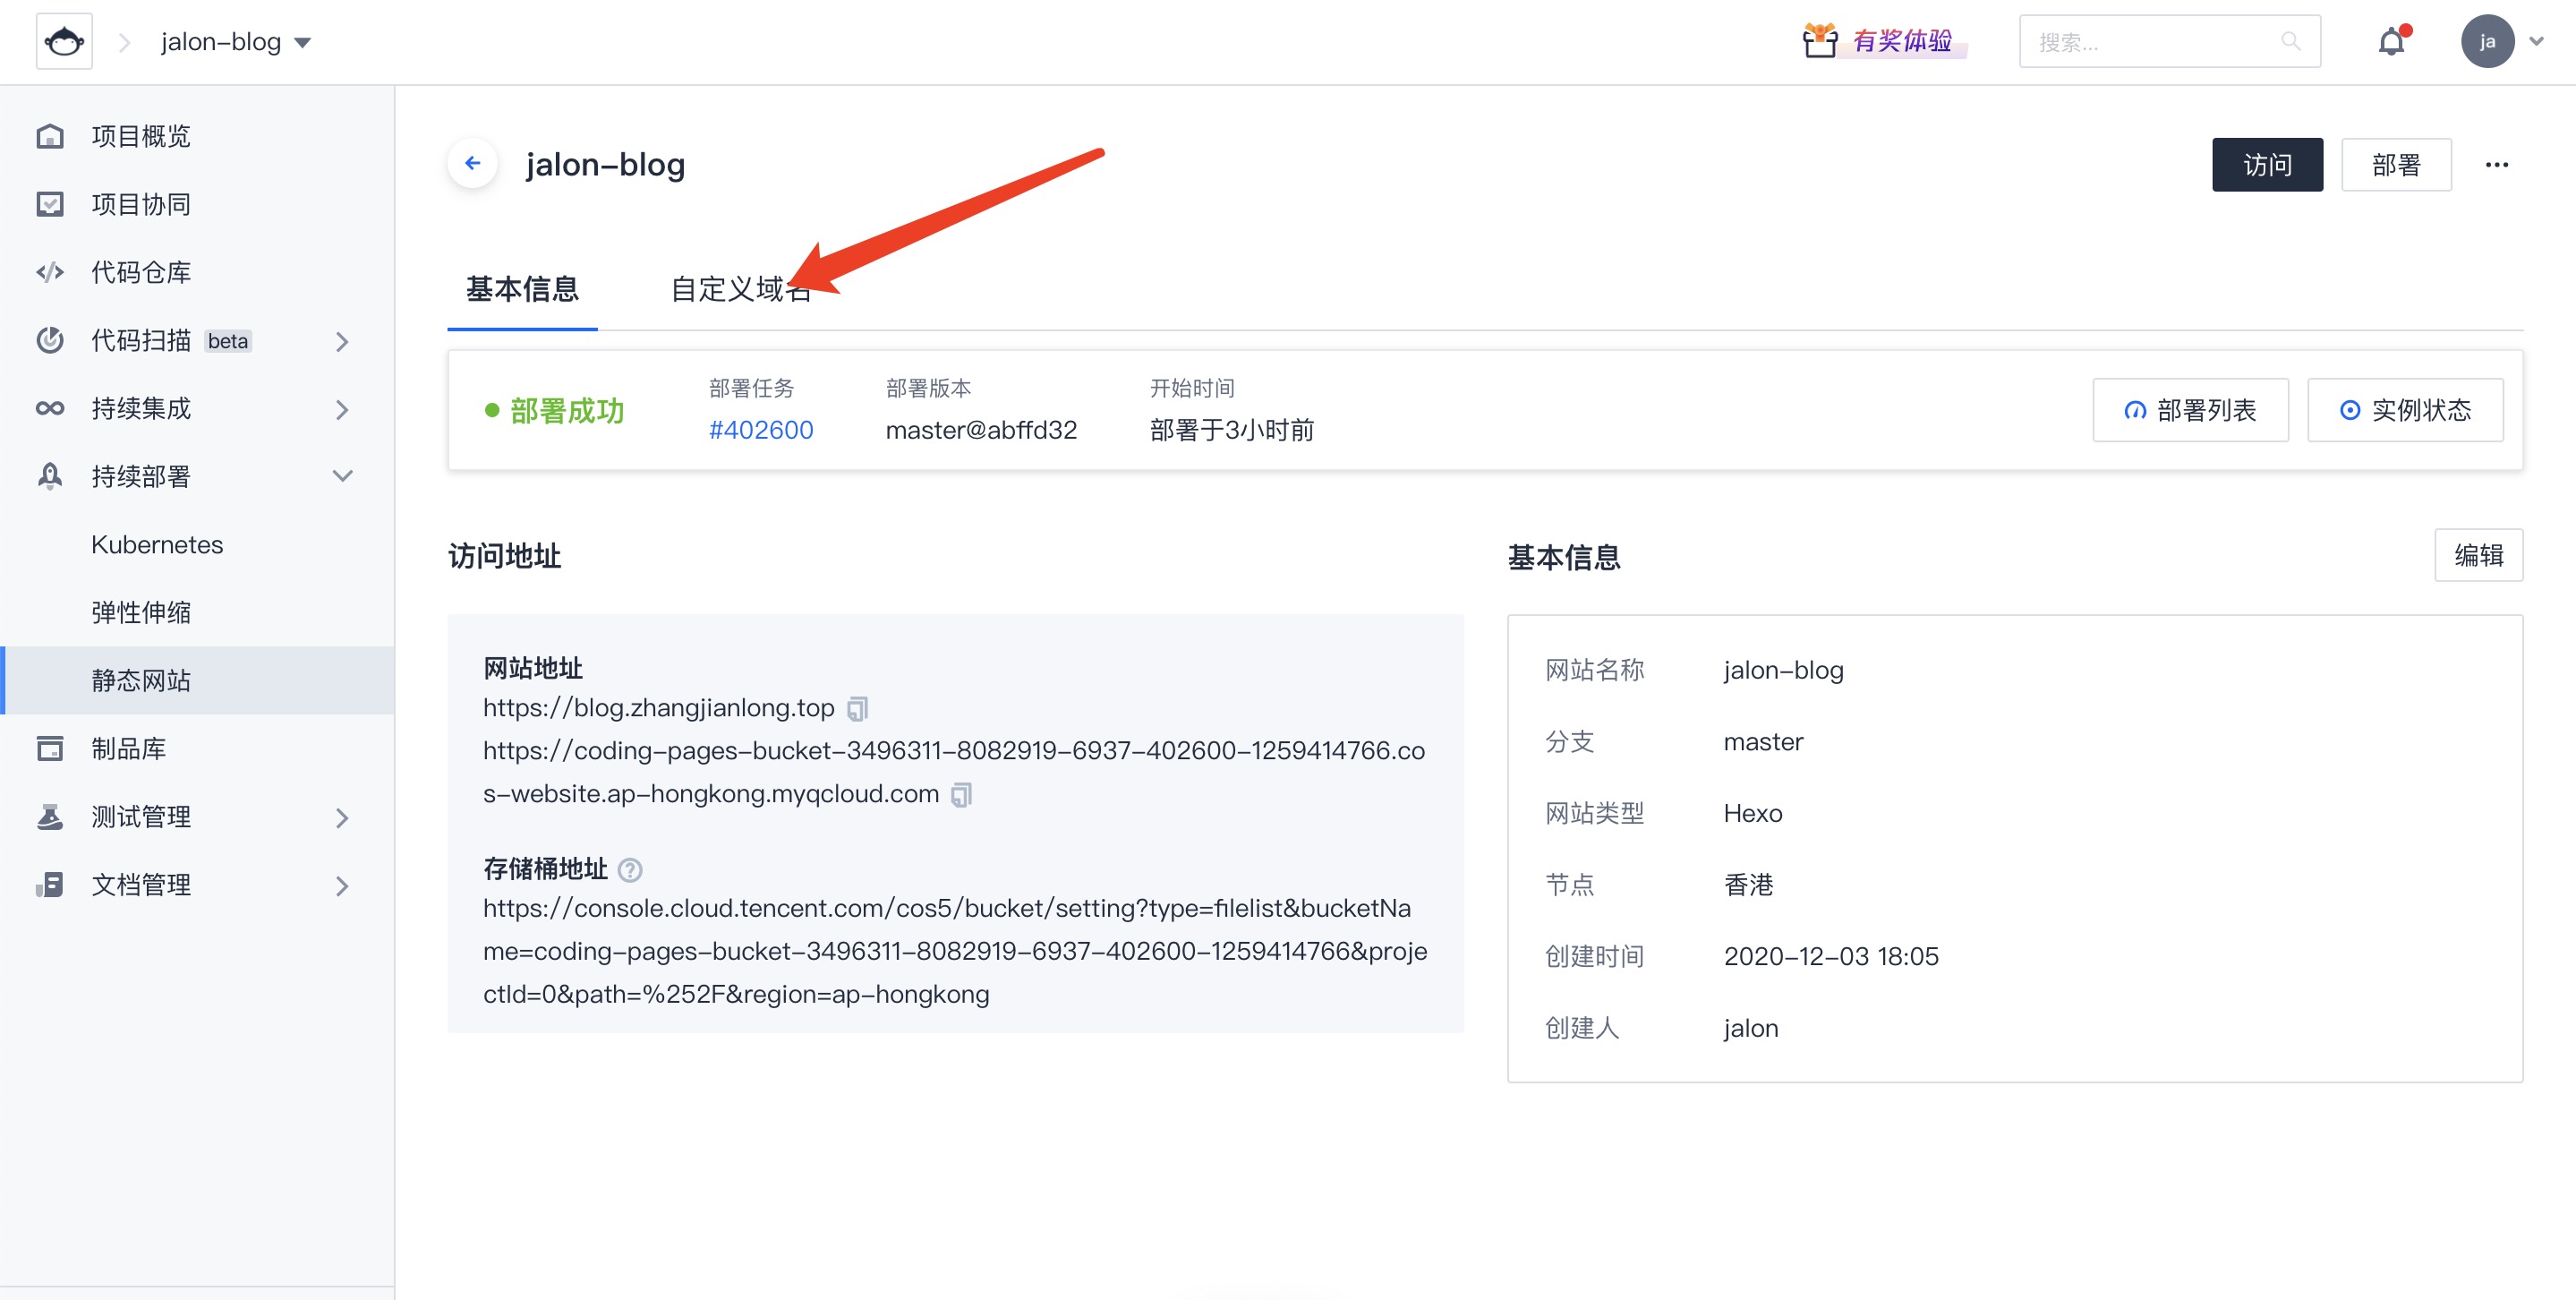 jalon-blog
有奖体验
搜索...
ja
项目概览
项目协同
代码仓库
代码扫描 beta
持续集成
持续部署
Kubernetes
弹性伸缩
静态网站
制品库
测试管理
文档管理
jalon-blog
访问
部署
基本信息
自定义域名
部署成功
部署任务
#402600
部署版本
master@abffd32
开始时间
部署于3小时前
部署列表
实例状态
访问地址
网站地址
https://blog.zhangjianlong.top
https://coding-pages-bucket-3496311-8082919-6937-402600-1259414766.co
s-website.ap-hongkong.myqcloud.com
存储桶地址
https://console.cloud.tencent.com/cos5/bucket/setting?type=filelist&bucketNa
me=coding-pages-bucket-3496311-8082919-6937-402600-1259414766&proje
ctId=0&path=%252F&region=ap-hongkong
基本信息
编辑
网站名称 jalon-blog
分支 master
网站类型 Hexo
节点 香港
创建时间 2020-12-03 18:05
创建人 jalon